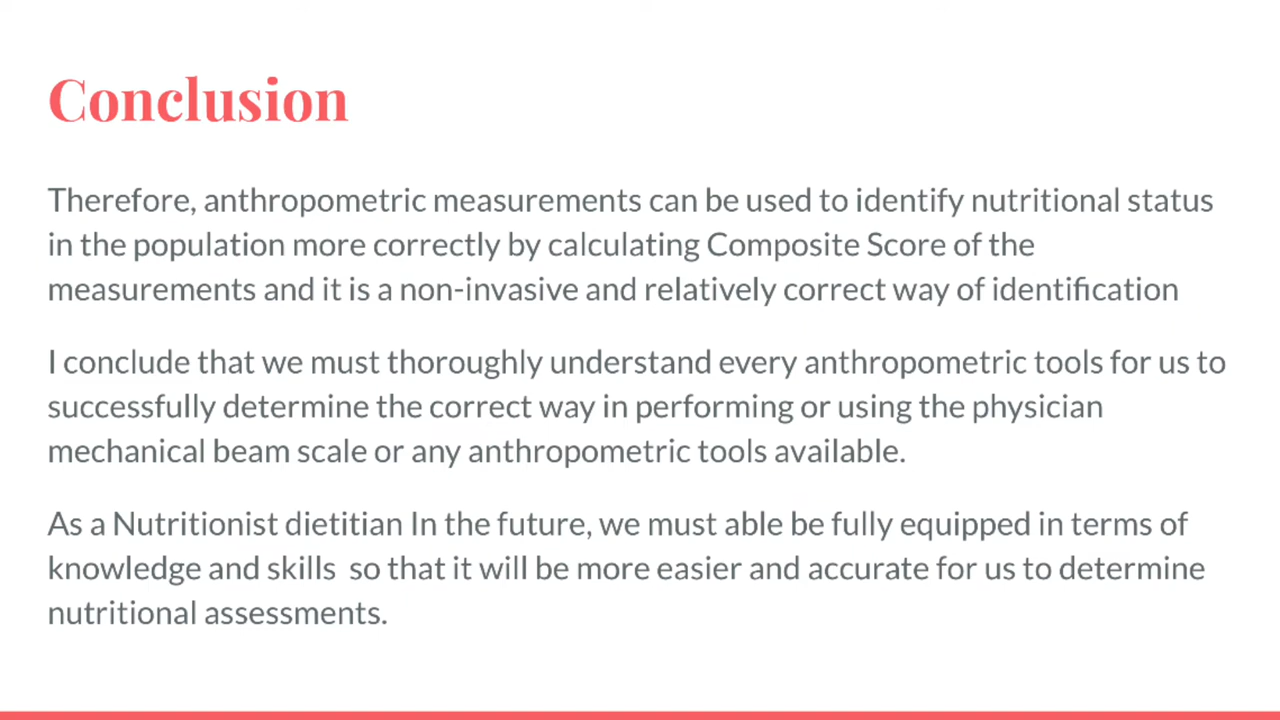 Conclusion
Therefore, anthropometric measurements can be used to identify nutritional status
in the population more correctly by calculating Composite Score of the
measurements and it is a non-invasive and relatively correct way of identification
I conclude that we must thoroughly understand every anthropometric tools for us to
successfully determine the correct way in performing or using the physician
mechanical beam scale or any anthropometric tools available.
As a Nutritionist dietitian In the future, we must able be fully equipped in terms of
knowledge and skills  so that it will be more easier and accurate for us to determine
nutritional assessments.